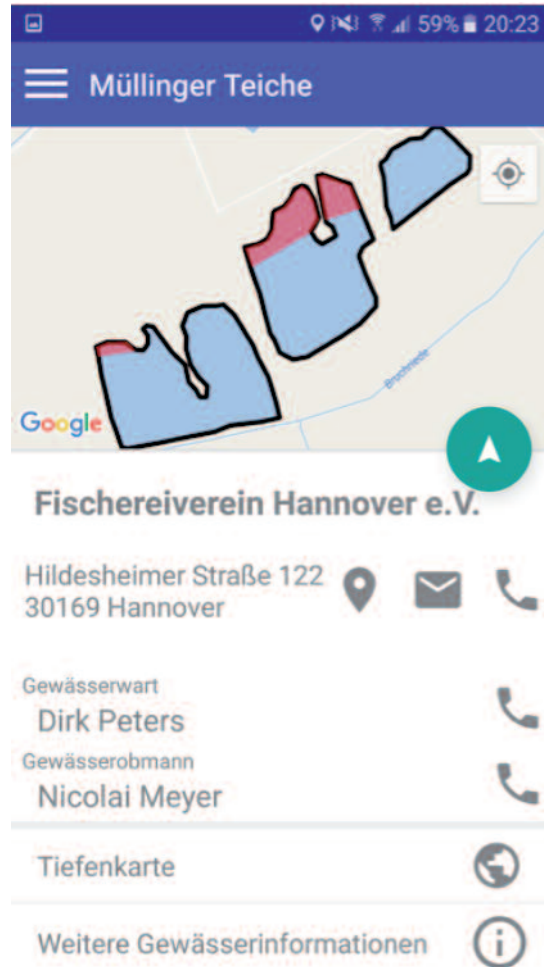 59% 20:23
Müllinger Teiche
Bruchriede
Google
Fischereiverein Hannover e.V.
Hildesheimer Straße 122
30169 Hannover
Gewässerwart
Dirk Peters
Gewässerobmann
Nicolai Meyer
Tiefenkarte
Weitere Gewässerinformationen